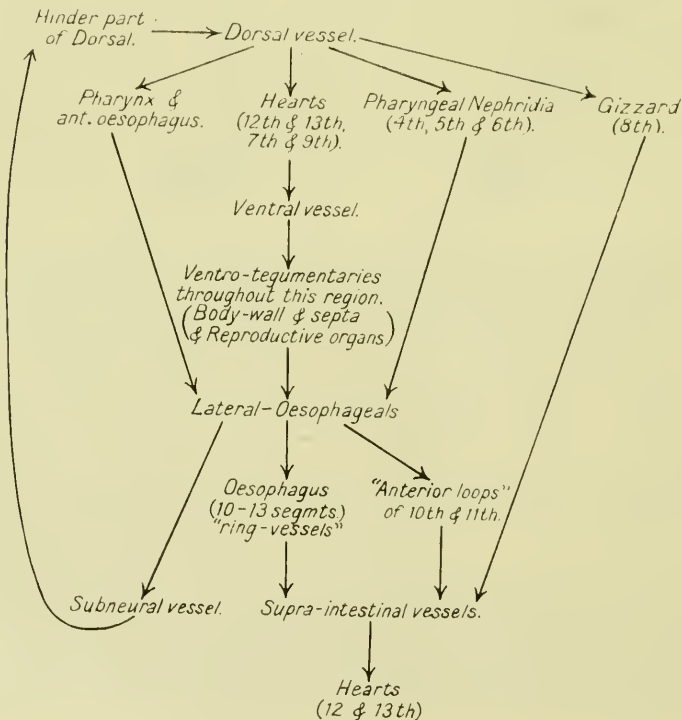 Hinder part
of Dorsal.
Dorsal vessel.
Pharynx &
ant. oesophagus.
Hearts
(12th & 13th,
7th & 9th).
Pharyngeal Nephridia
(4th, 5th & 6th).
Gizzard
(8th).
Ventral vessel.
Ventro-tegumentaries
throughout this region.
(Body-wall & septa
& Reproductive organs)
Lateral-Oesophageals
Oesophagus
(10-13 segmts.)
"ring-vessels"
"Anterior loops"
of 10th & 11th.
Subneural vessel.
Supra-intestinal vessels.
Hearts
(12 & 13th)